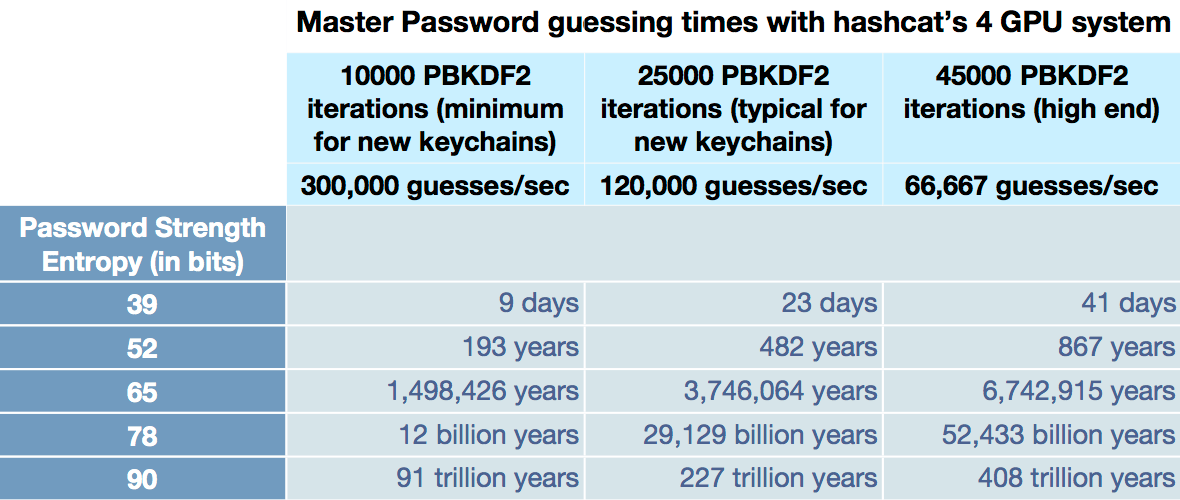 Master Password guessing times with hashcat’s 4 GPU system
10000 PBKDF2 iterations (minimum for new keychains)
25000 PBKDF2 iterations (typical for new keychains)
45000 PBKDF2 iterations (high end)
300,000 guesses/sec 120,000 guesses/sec 66,667 guesses/sec
Password Strength
Entropy (in bits)
39 9 days 23 days 41 days
52 193 years 482 years 867 years
65 1,498,426 years 3,746,064 years 6,742,915 years
78 12 billion years 29,129 billion years 52,433 billion years
90 91 trillion years 227 trillion years 408 trillion years